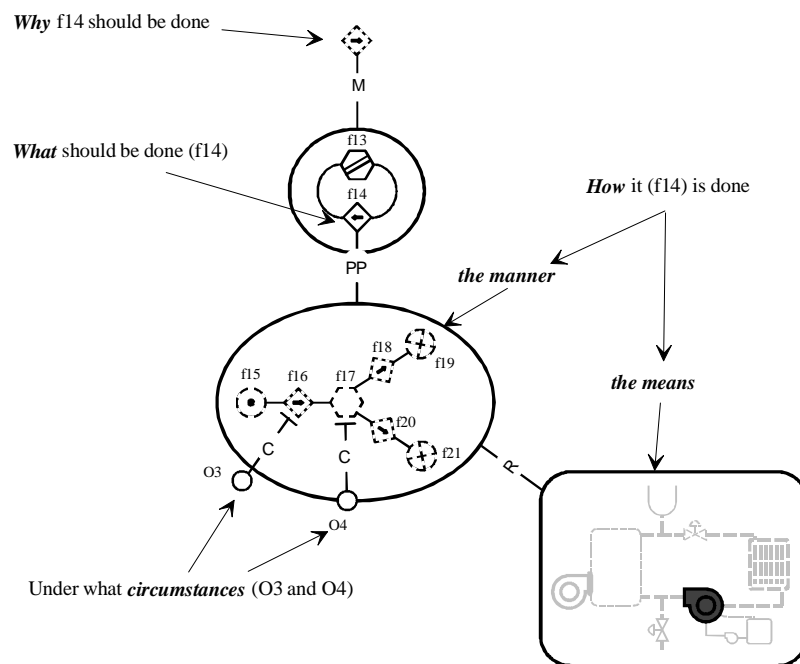 Why f14 should be done
M
What should be done (f14)
f13
f14
How it (f14) is done
PP
the manner
the means
f15
f16
f17
f18
f19
f20
f21
C
C
O3
O4
R
Under what circumstances (O3 and O4)